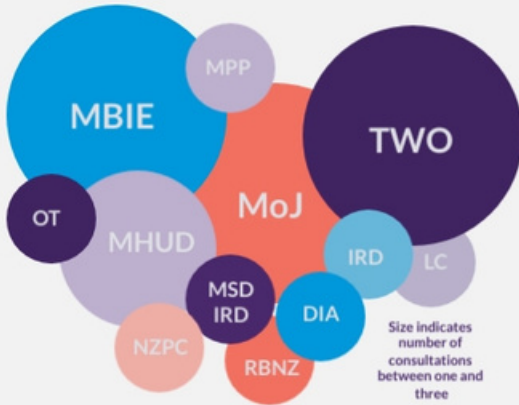 MPP
MBIE
TWO
MoJ
OT
MHUD
IRD
LC
MSD
IRD
DIA
NZPC
RBNZ
Size indicates
number of
consultations
between one and
three